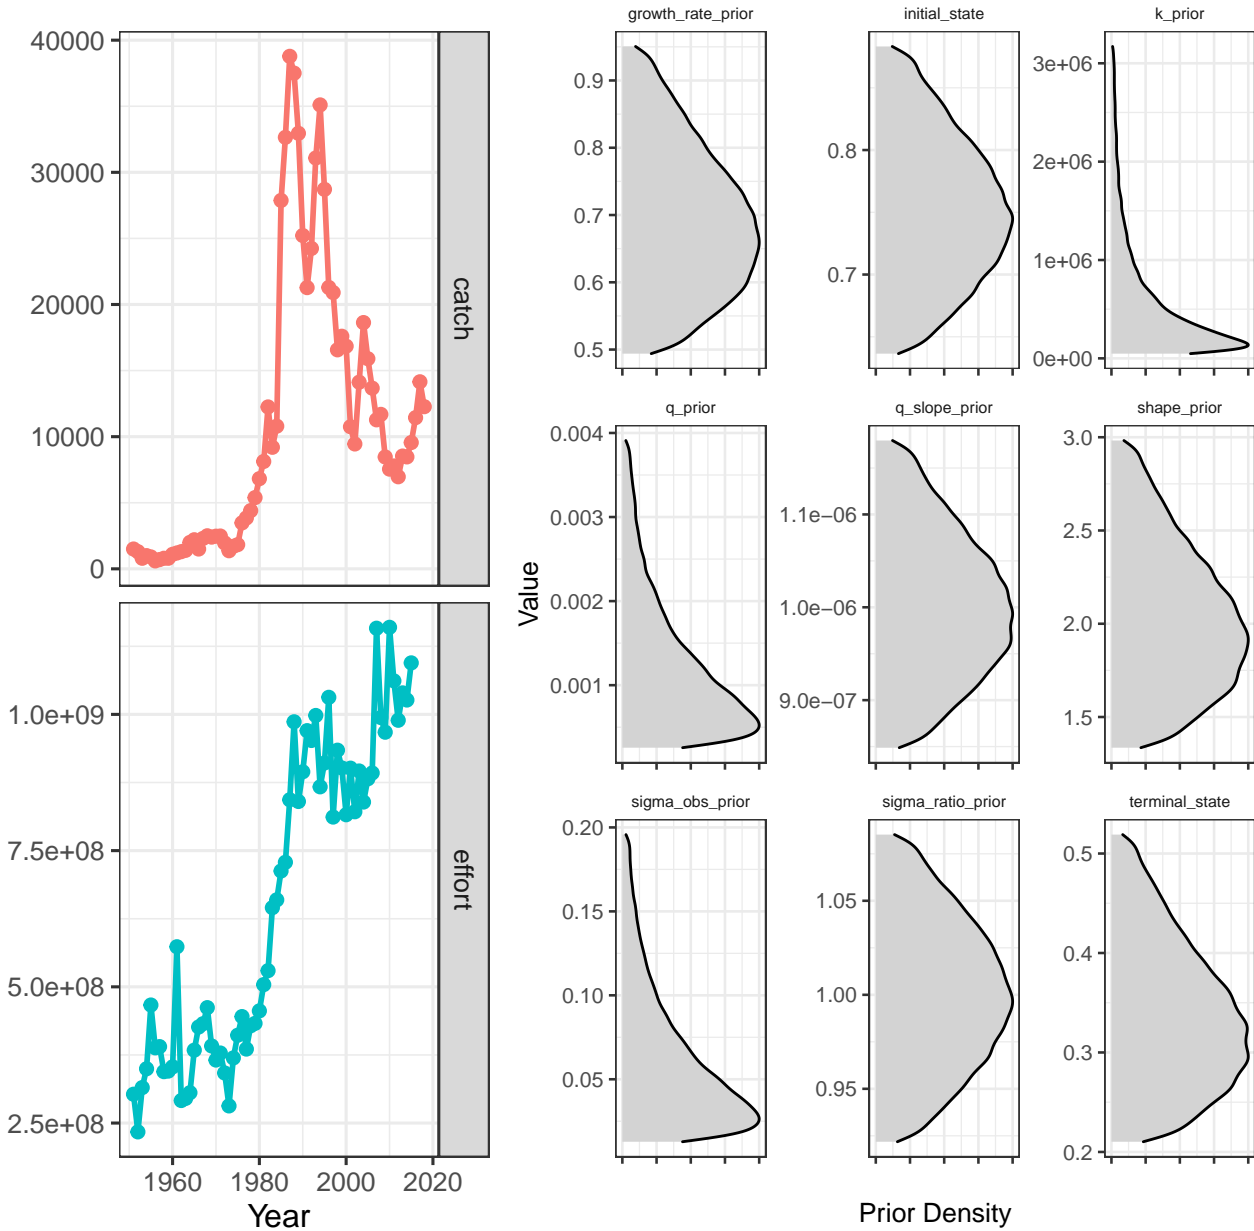 40000
30000
20000
10000
0
catch
1.0e+09
7.5e+08
5.0e+08
2.5e+08
effort
1960 1980 2000 2020
Year
growth_rate_prior
0.9
0.8
0.7
0.6
0.5
initial_state
0.8
0.7
k_prior
3e+06
2e+06
1e+06
0e+00
Value
q_prior
0.004
0.003
0.002
0.001
q_slope_prior
1.1e−06
1.0e−06
9.0e−07
shape_prior
3.0
2.5
2.0
1.5
sigma_obs_prior
0.20
0.15
0.10
0.05
sigma_ratio_prior
1.05
1.00
0.95
terminal_state
0.5
0.4
0.3
0.2
Prior Density